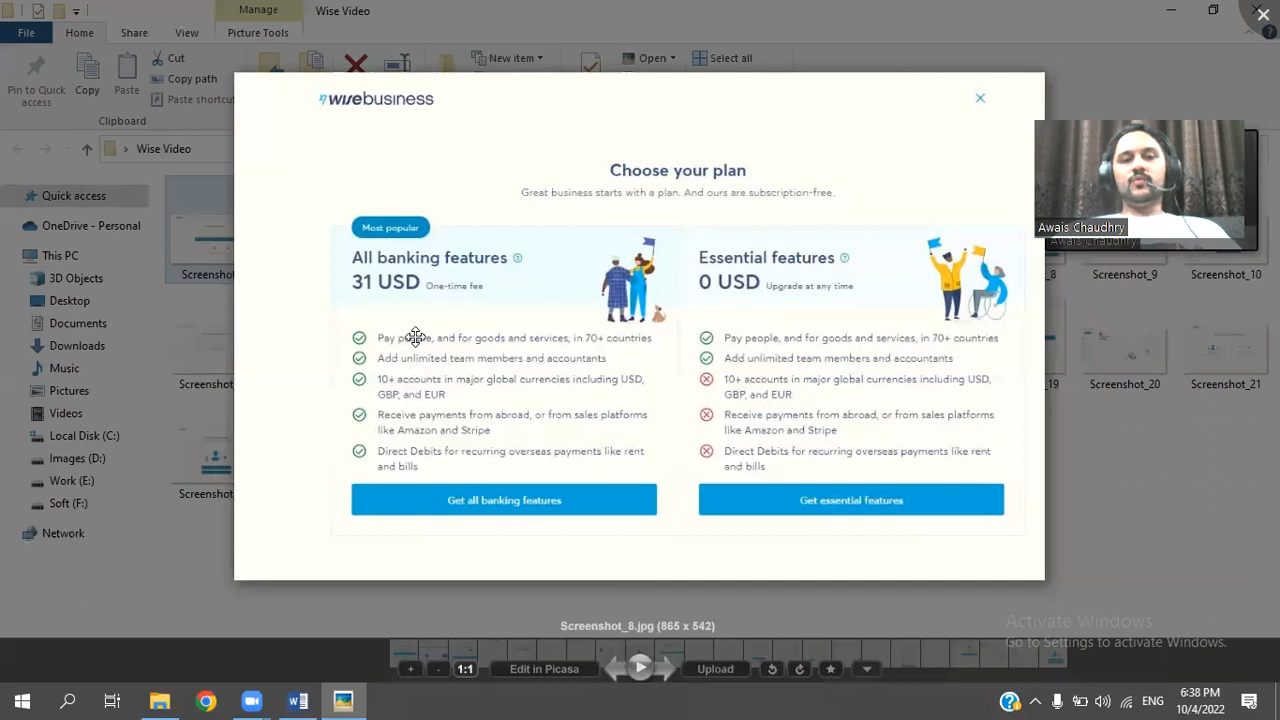 Manage
Wise Video
File
Home
Share
View
Picture Tools
Pin to Quick
access
Copy
Paste
Cut
Copy path
Paste shortcut
Clipboard
New item
Open
Select all
Wise Video
Quick access
OneDrive - Personal
This PC
3D Objects
Desktop
Documents
Downloads
Music
Pictures
Videos
Local Disk (C:)
Images (D:)
Work (E:)
Soft (F:)
Network
wisebusiness
Choose your plan
Great business starts with a plan. And ours are subscription-free.
Most popular
All banking features
31 USD One-time fee
Pay people, and for goods and services, in 70+ countries
Add unlimited team members and accountants
10+ accounts in major global currencies including USD,
GBP, and EUR
Receive payments from abroad, or from sales platforms
like Amazon and Stripe
Direct Debits for recurring overseas payments like rent
and bills
Get all banking features
Essential features
0 USD Upgrade at any time
Pay people, and for goods and services, in 70+ countries
Add unlimited team members and accountants
10+ accounts in major global currencies including USD,
GBP, and EUR
Receive payments from abroad, or from sales platforms
like Amazon and Stripe
Direct Debits for recurring overseas payments like rent
and bills
Get essential features
Awais Chaudhry
Awais Chaudhry
Screenshot_9
Screenshot_10
Screenshot_20
Screenshot_21
Screenshot_8.jpg (865 x 542)
Activate Windows
Go to Settings to activate Windows.
1:1
Edit in Picasa
Upload
ENG
6:38 PM
10/4/2022